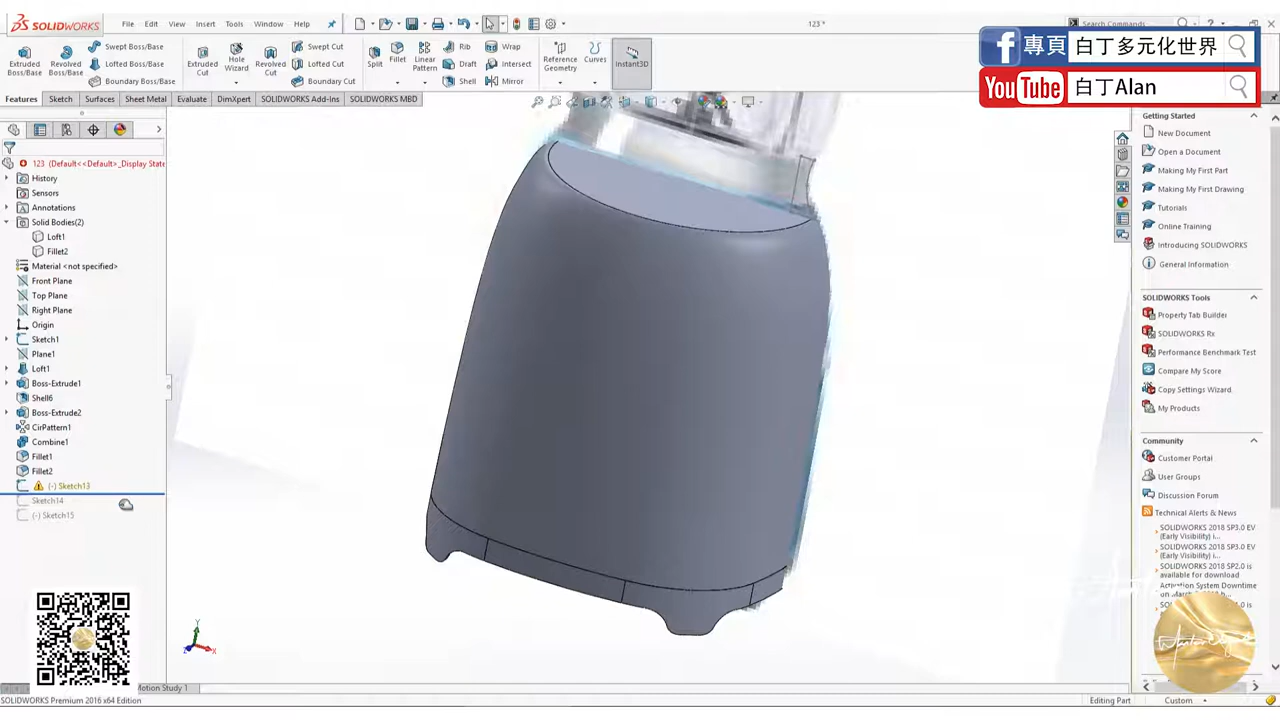 SOLIDWORKS
File Edit View Insert Tools Window Help
123 *
Search Commands
專頁 白丁多元化世界
YouTube 白丁Alan
Extruded Boss/Base
Revolved Boss/Base
Swept Boss/Base
Lofted Boss/Base
Boundary Boss/Base
Extruded Cut
Hole Wizard
Revolved Cut
Swept Cut
Lofted Cut
Boundary Cut
Split
Fillet
Linear Pattern
Rib
Draft
Shell
Wrap
Intersect
Mirror
Reference Geometry
Curves
Instant3D
Features Sketch Surfaces Sheet Metal Evaluate DimXpert SOLIDWORKS Add-Ins SOLIDWORKS MBD
123 (Default<<Default>_Display State
History
Sensors
Annotations
Solid Bodies(2)
Loft1
Fillet2
Material <not specified>
Front Plane
Top Plane
Right Plane
Origin
Sketch1
Plane1
Loft1
Boss-Extrude1
Shell6
Boss-Extrude2
CirPattern1
Combine1
Fillet1
Fillet2
(-) Sketch13
Sketch14
(-) Sketch15
Y
X
Z
Getting Started
New Document
Open a Document
Making My First Part
Making My First Drawing
Tutorials
Online Training
Introducing SOLIDWORKS
General Information
SOLIDWORKS Tools
Property Tab Builder
SOLIDWORKS Rx
Performance Benchmark Test
Compare My Score
Copy Settings Wizard
My Products
Community
Customer Portal
User Groups
Discussion Forum
Technical Alerts & News
SOLIDWORKS 2018 SP3.0 EV
(Early Visibility) i...
SOLIDWORKS 2018 SP3.0 EV
(Early Visibility) i...
SOLIDWORKS 2018 SP2.0 is
available for download
Activation System Downtime
Motion Study 1
SOLIDWORKS Premium 2016 x64 Edition
Editing Part
Custom